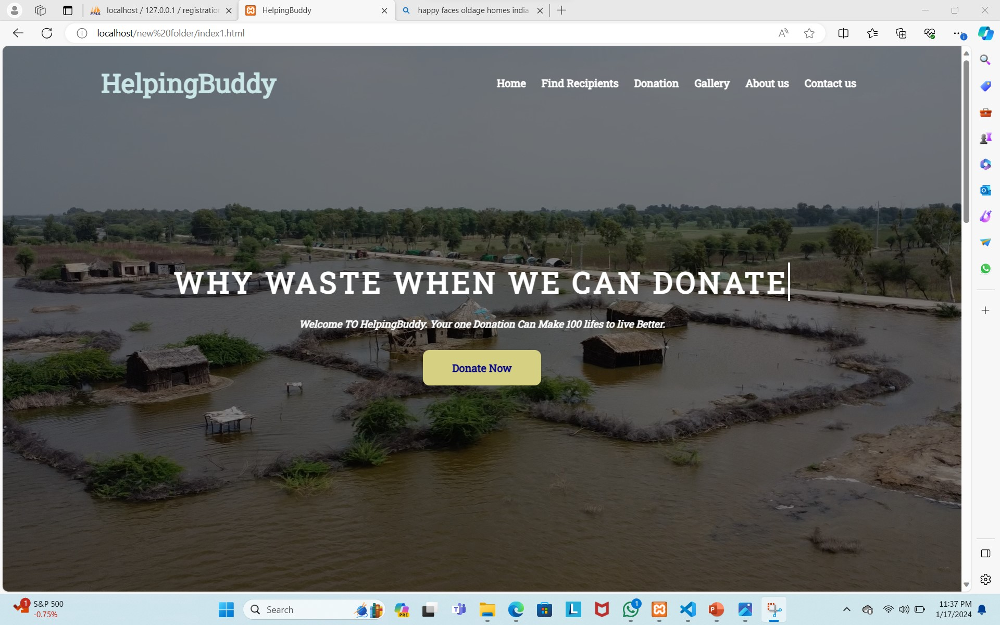 localhost / 127.0.0.1 / registration
HelpingBuddy
happy faces oldage homes india
localhost/new%20folder/index1.html
HelpingBuddy
Home Find Recipients Donation Gallery About us Contact us
WHY WASTE WHEN WE CAN DONATE
Welcome TO HelpingBuddy. Your one Donation Can Make 100 lifes to live Better.
Donate Now
1
S&P 500
-0.75%
Search
PRE
1
11:37 PM
1/17/2024